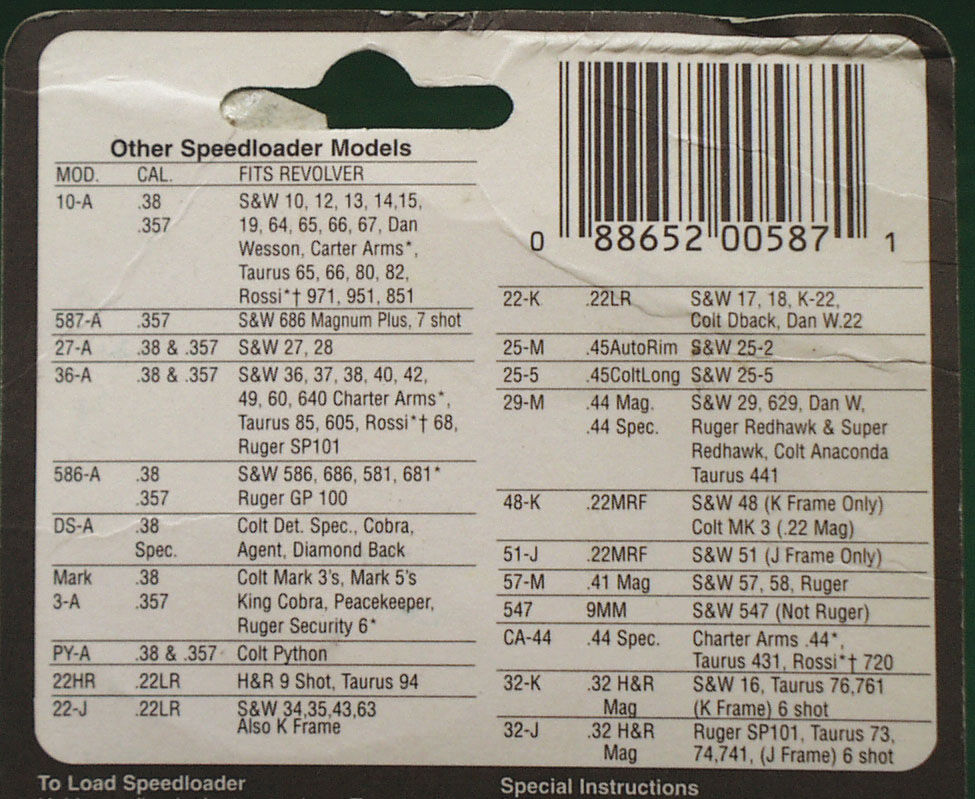 Other Speedloader Models
MOD. CAL. FITS REVOLVER
10-A .38 S&W 10, 12, 13, 14,15,
.357 19, 64, 65, 66, 67, Dan
Wesson, Carter Arms*,
Taurus 65, 66, 80, 82,
Rossi*† 971, 951, 851
587-A .357 S&W 686 Magnum Plus, 7 shot
27-A .38 & .357 S&W 27, 28
36-A .38 & .357 S&W 36, 37, 38, 40, 42,
49, 60, 640 Charter Arms*,
Taurus 85, 605, Rossi*† 68,
Ruger SP101
586-A .38 S&W 586, 686, 581, 681*
.357 Ruger GP 100
DS-A .38 Colt Det. Spec., Cobra,
Spec. Agent, Diamond Back
Mark .38 Colt Mark 3's, Mark 5's
3-A .357 King Cobra, Peacekeeper,
Ruger Security 6*
PY-A .38 & .357 Colt Python
22HR .22LR H&R 9 Shot, Taurus 94
22-J .22LR S&W 34,35,43,63
Also K Frame
0 88652 00587 1
22-K .22LR S&W 17, 18, K-22,
Colt Dback, Dan W.22
25-M .45AutoRim S&W 25-2
25-5 .45ColtLong S&W 25-5
29-M .44 Mag. S&W 29, 629, Dan W,
.44 Spec. Ruger Redhawk & Super
Redhawk, Colt Anaconda
Taurus 441
48-K .22MRF S&W 48 (K Frame Only)
Colt MK 3 (.22 Mag)
51-J .22MRF S&W 51 (J Frame Only)
57-M .41 Mag S&W 57, 58, Ruger
547 9MM S&W 547 (Not Ruger)
CA-44 .44 Spec. Charter Arms .44*,
Taurus 431, Rossi*† 720
32-K .32 H&R S&W 16, Taurus 76,761
Mag (K Frame) 6 shot
32-J .32 H&R Ruger SP101, Taurus 73,
Mag 74,741, (J Frame) 6 shot
To Load Speedloader
Special Instructions